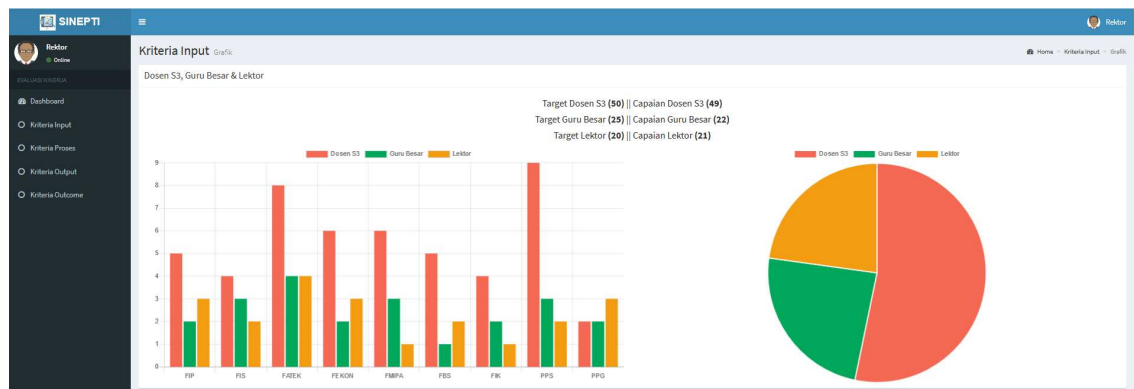 SINEPTI
Rektor
Rektor
Online
EVALUASI KINERJA
Dashboard
Kriteria Input
Kriteria Proses
Kriteria Output
Kriteria Outcome
Kriteria Input Grafik
Home - Kriteria Input - Grafik
Dosen S3, Guru Besar & Lektor
Target Dosen S3 (50) || Capaian Dosen S3 (49)
Target Guru Besar (25) || Capaian Guru Besar (22)
Target Lektor (20) || Capaian Lektor (21)
Dosen S3 Guru Besar Lektor
9
8
7
6
5
4
3
2
1
0
FIP FIS FATEK FEKON FMIPA FBS FIK PPS PPG
Dosen S3 Guru Besar Lektor